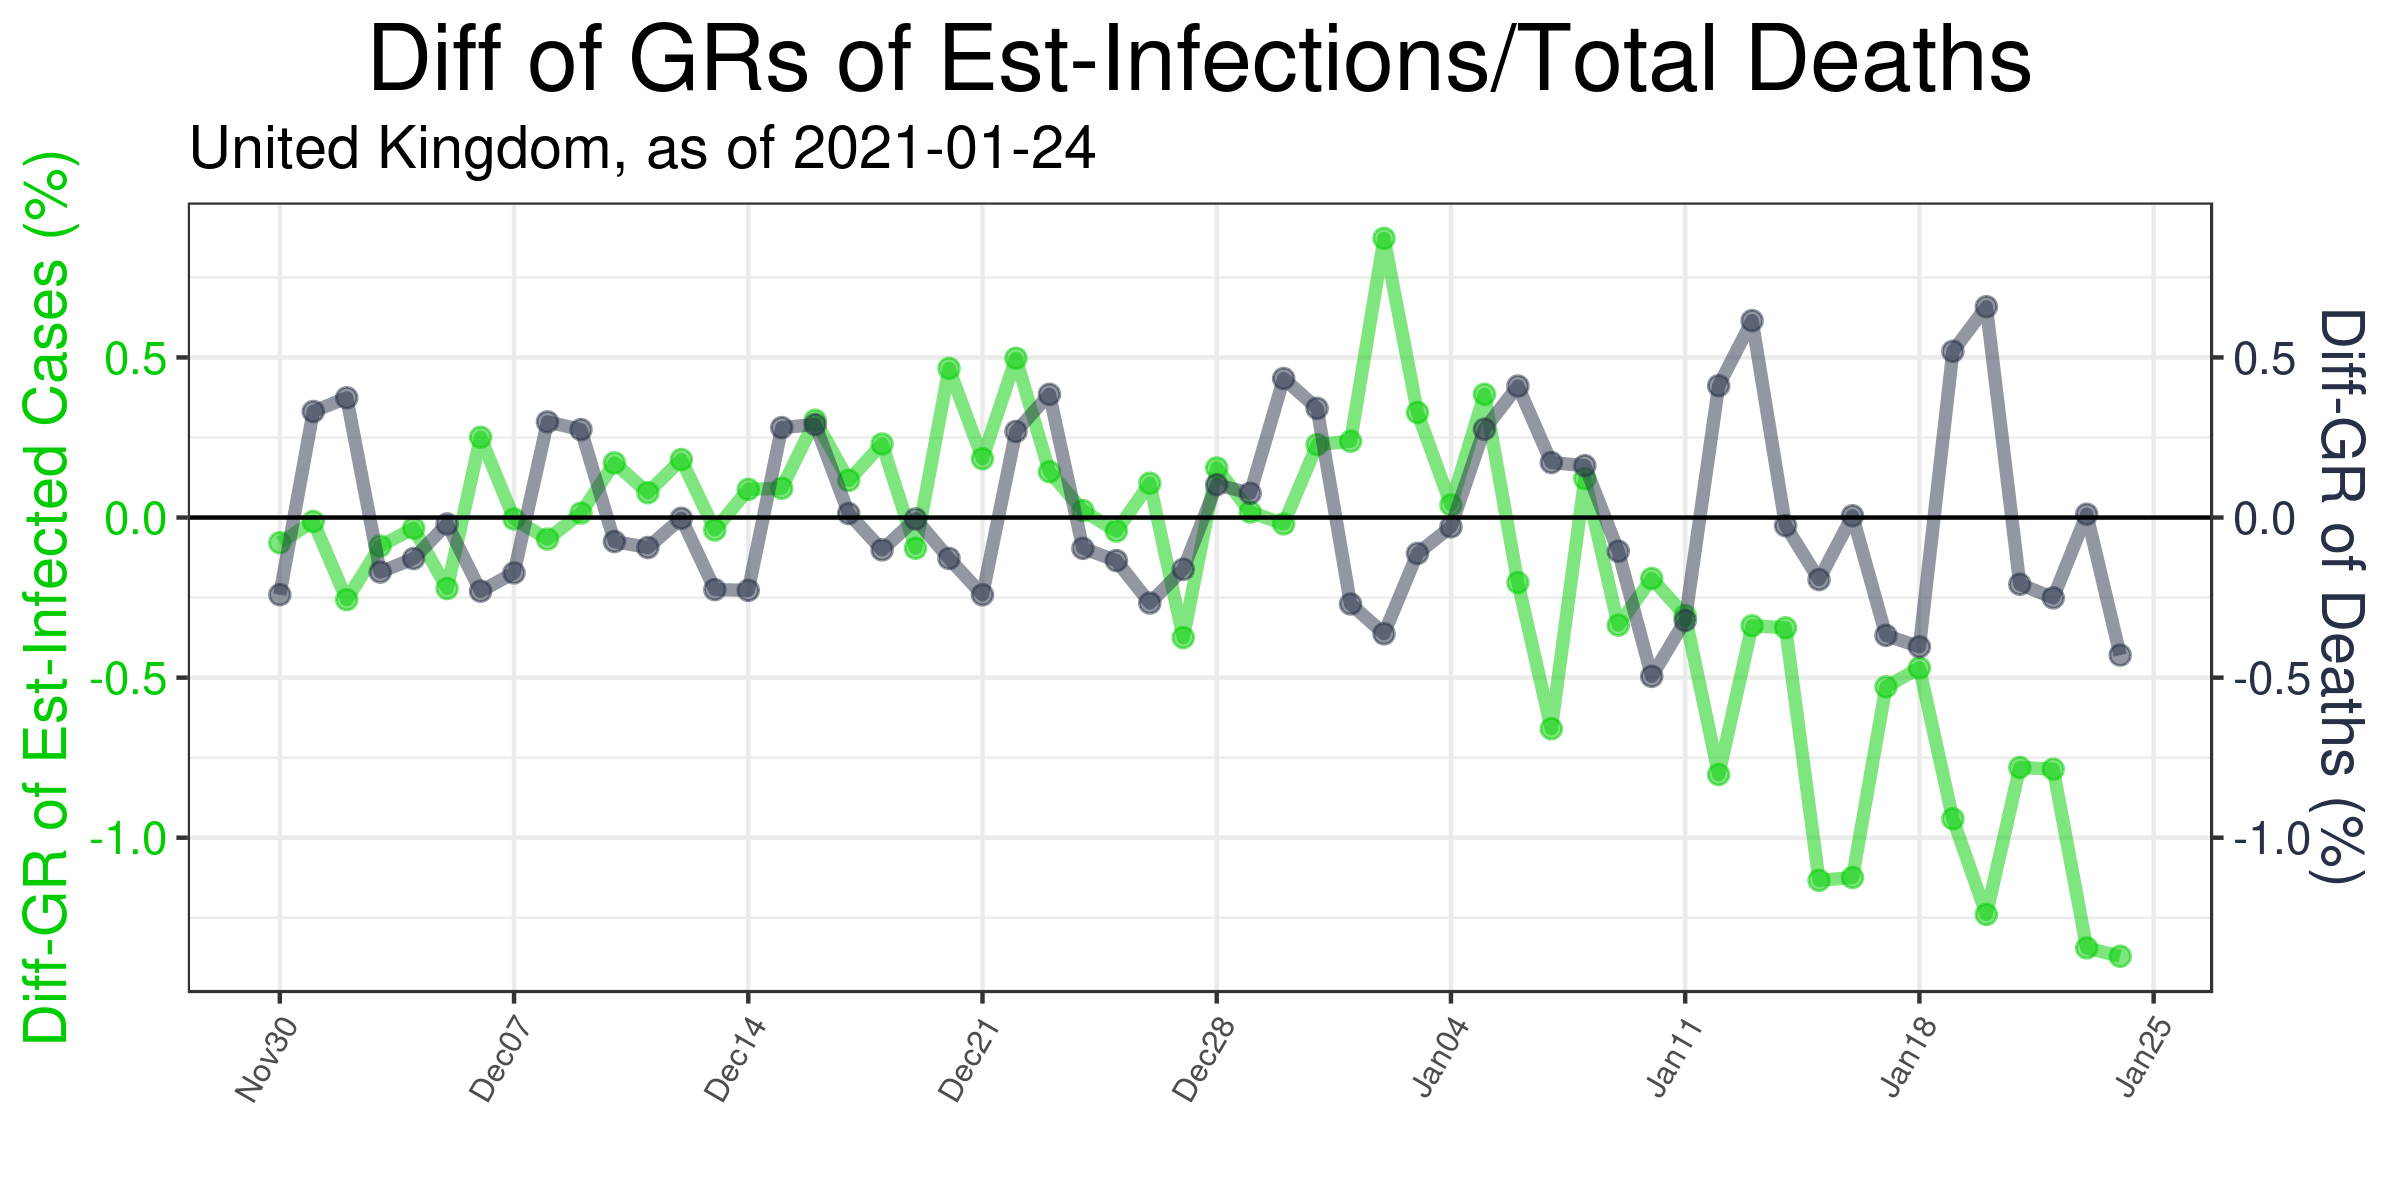 Diff of GRs of Est-Infections/Total Deaths
United Kingdom, as of 2021-01-24
Diff-GR of Est-Infected Cases (%)
0.5
0.0
-0.5
-1.0
0.5
0.0
-0.5
-1.0
Diff-GR of Deaths (%)
Nov30
Dec07
Dec14
Dec21
Dec28
Jan04
Jan11
Jan18
Jan25